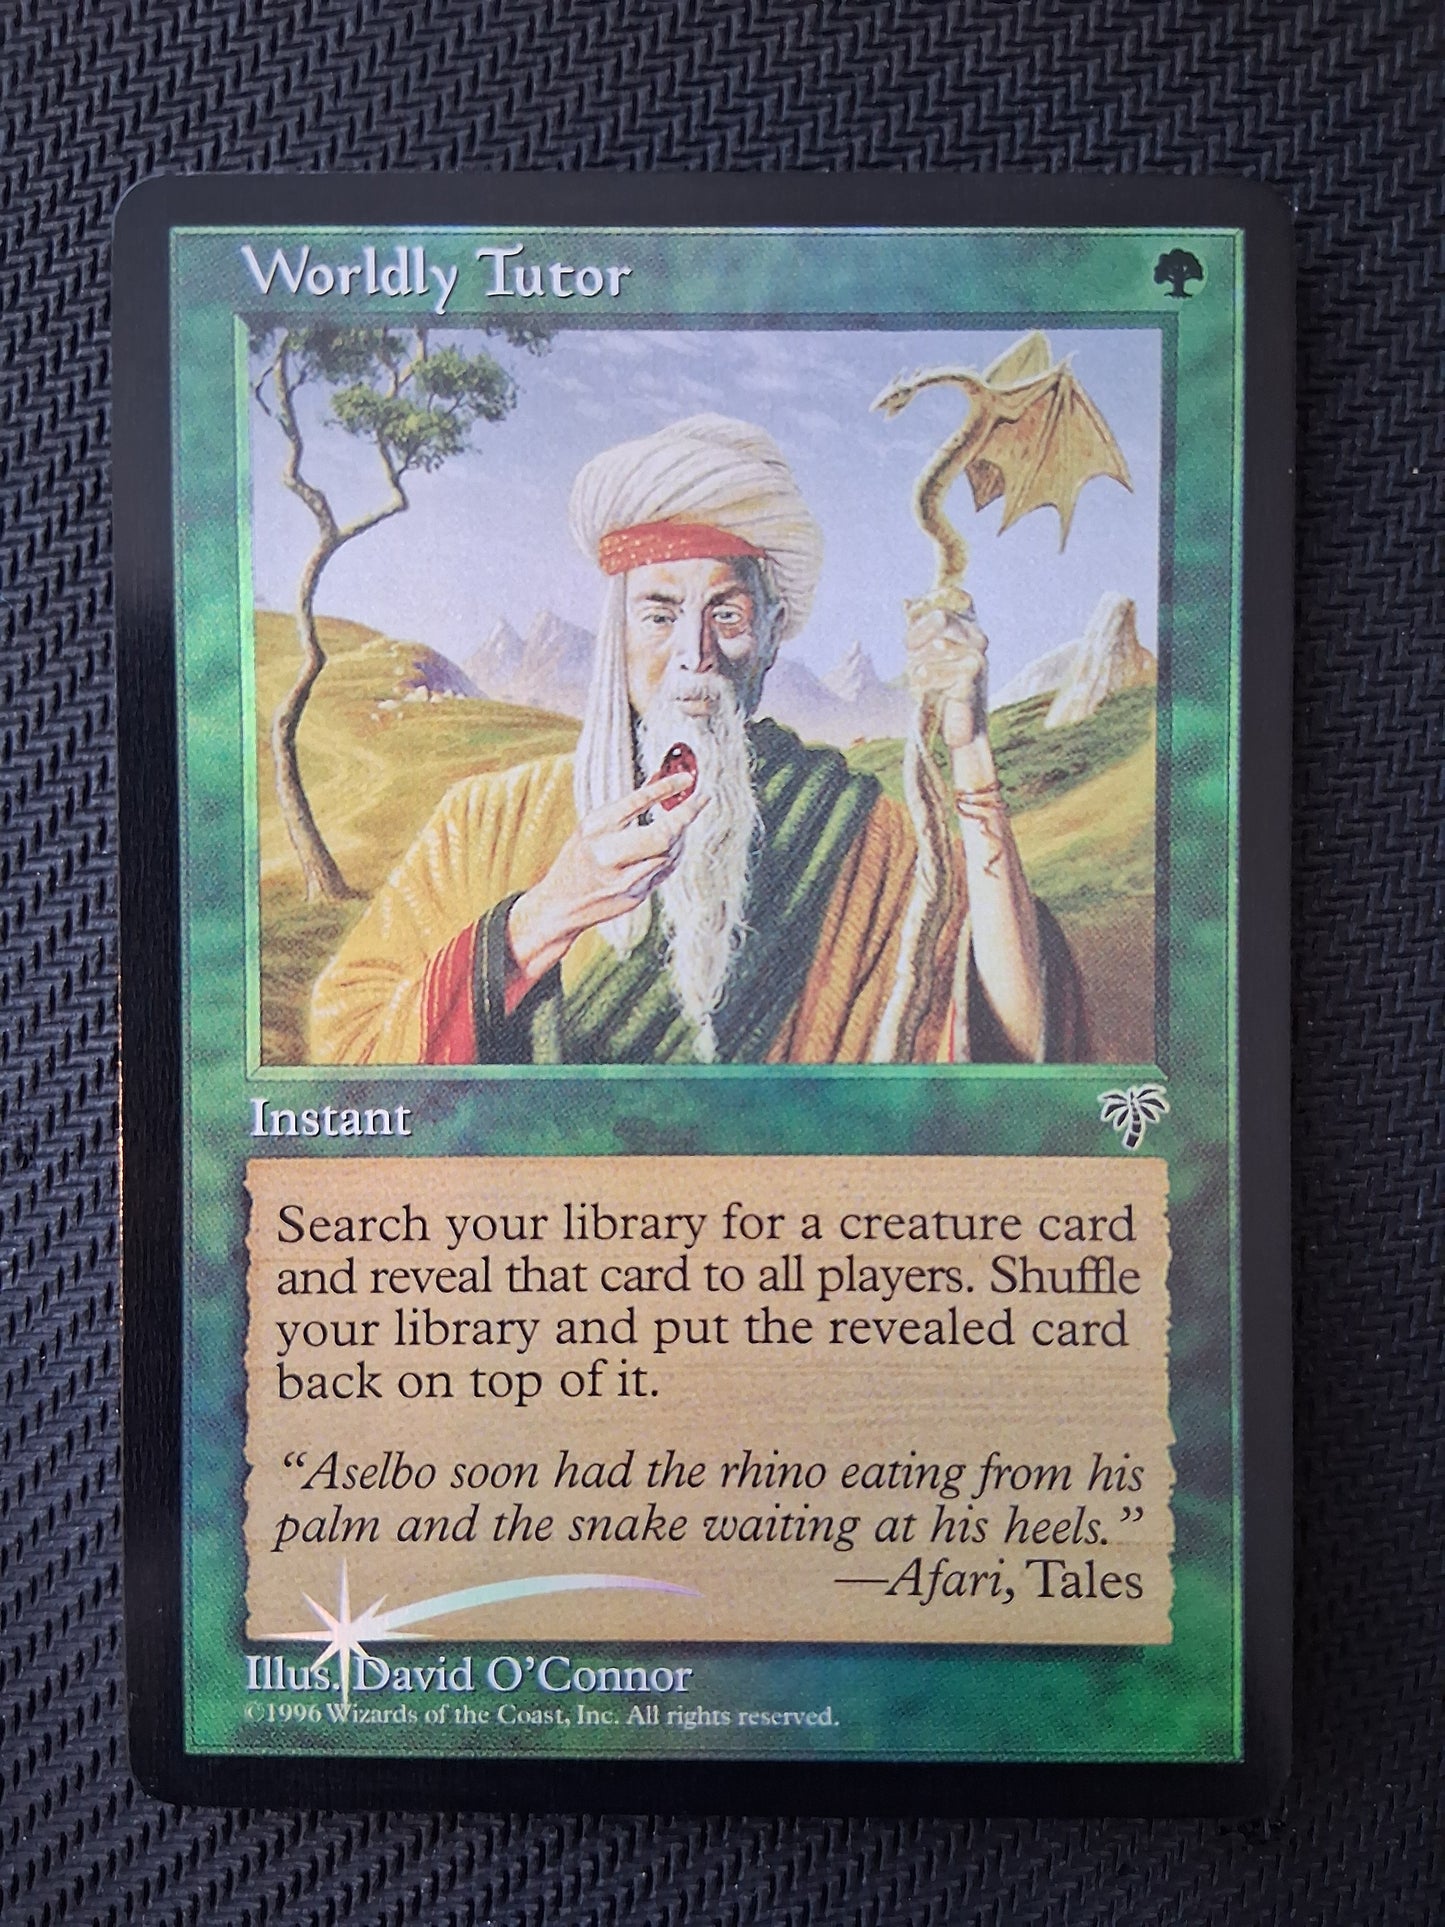 Worldly Tutor
Instant
Search your library for a creature card
and reveal that card to all players. Shuffle
your library and put the revealed card
back on top of it.
“Aselbo soon had the rhino eating from his
palm and the snake waiting at his heels.”
—Afari, Tales
Illus. David O’Connor
©1996 Wizards of the Coast, Inc. All rights reserved.